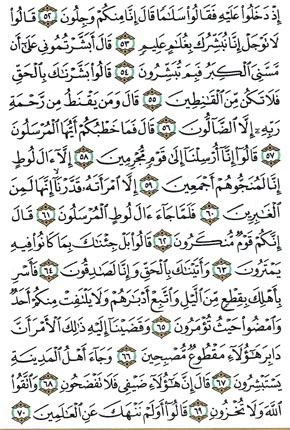 إِذْ دَخَلُوا۟ عَلَيْهِ فَقَالُوا۟ سَلَٰمًا قَالَ إِنَّا مِنكُمْ وَجِلُونَ ٥٢ قَالُوا۟
لَا تَوْجَلْ إِنَّا نُبَشِّرُكَ بِغُلَٰمٍ عَلِيمٍ ٥٣ قَالَ أَبَشَّرْتُمُونِى عَلَىٰٓ أَن
مَّسَّنِىَ ٱلْكِبَرُ فَبِمَ تُبَشِّرُونَ ٥٤ قَالُوا۟ بَشَّرْنَٰكَ بِٱلْحَقِّ
فَلَا تَكُن مِّنَ ٱلْقَٰنِطِينَ ٥٥ قَالَ وَمَن يَقْنَطُ مِن رَّحْمَةِ
رَبِّهِۦٓ إِلَّا ٱلضَّآلُّونَ ٥٦ قَالَ فَمَا خَطْبُكُمْ أَيُّهَا ٱلْمُرْسَلُونَ
٥٧ قَالُوٓا۟ إِنَّآ أُرْسِلْنَآ إِلَىٰ قَوْمٍ مُّجْرِمِينَ ٥٨ إِلَّآ ءَالَ لُوطٍ
إِنَّا لَمُنَجُّوهُمْ أَجْمَعِينَ ٥٩ إِلَّا ٱمْرَأَتَهُۥ قَدَّرْنَآ إِنَّهَا لَمِنَ
ٱلْغَٰبِرِينَ ٦٠ فَلَمَّا جَآءَ ءَالَ لُوطٍ ٱلْمُرْسَلُونَ ٦١ قَالَ
إِنَّكُمْ قَوْمٌ مُّنكَرُونَ ٦٢ قَالُوا۟ بَلْ جِئْنَٰكَ بِمَا كَانُوا۟ فِيهِ
يَمْتَرُونَ ٦٣ وَأَتَيْنَٰكَ بِٱلْحَقِّ وَإِنَّا لَصَٰدِقُونَ ٦٤ فَأَسْرِ
بِأَهْلِكَ بِقِطْعٍ مِّنَ ٱلَّيْلِ وَٱتَّبِعْ أَدْبَٰرَهُمْ وَلَا يَلْتَفِتْ مِنكُمْ أَحَدٌ
وَٱمْضُوا۟ حَيْثُ تُؤْمَرُونَ ٦٥ وَقَضَيْنَآ إِلَيْهِ ذَٰلِكَ ٱلْأَمْرَ أَنَّ
دَابِرَ هَٰٓؤُلَآءِ مَقْطُوعٌ مُّصْبِحِينَ ٦٦ وَجَآءَ أَهْلُ ٱلْمَدِينَةِ
يَسْتَبْشِرُونَ ٦٧ قَالَ إِنَّ هَٰٓؤُلَآءِ ضَيْفِى فَلَا تَفْضَحُونِ ٦٨ وَٱتَّقُوا۟
ٱللَّهَ وَلَا تُخْزُونِ ٦٩ قَالُوٓا۟ أَوَلَمْ نَنْهَكَ عَنِ ٱلْعَٰلَمِينَ ٧٠